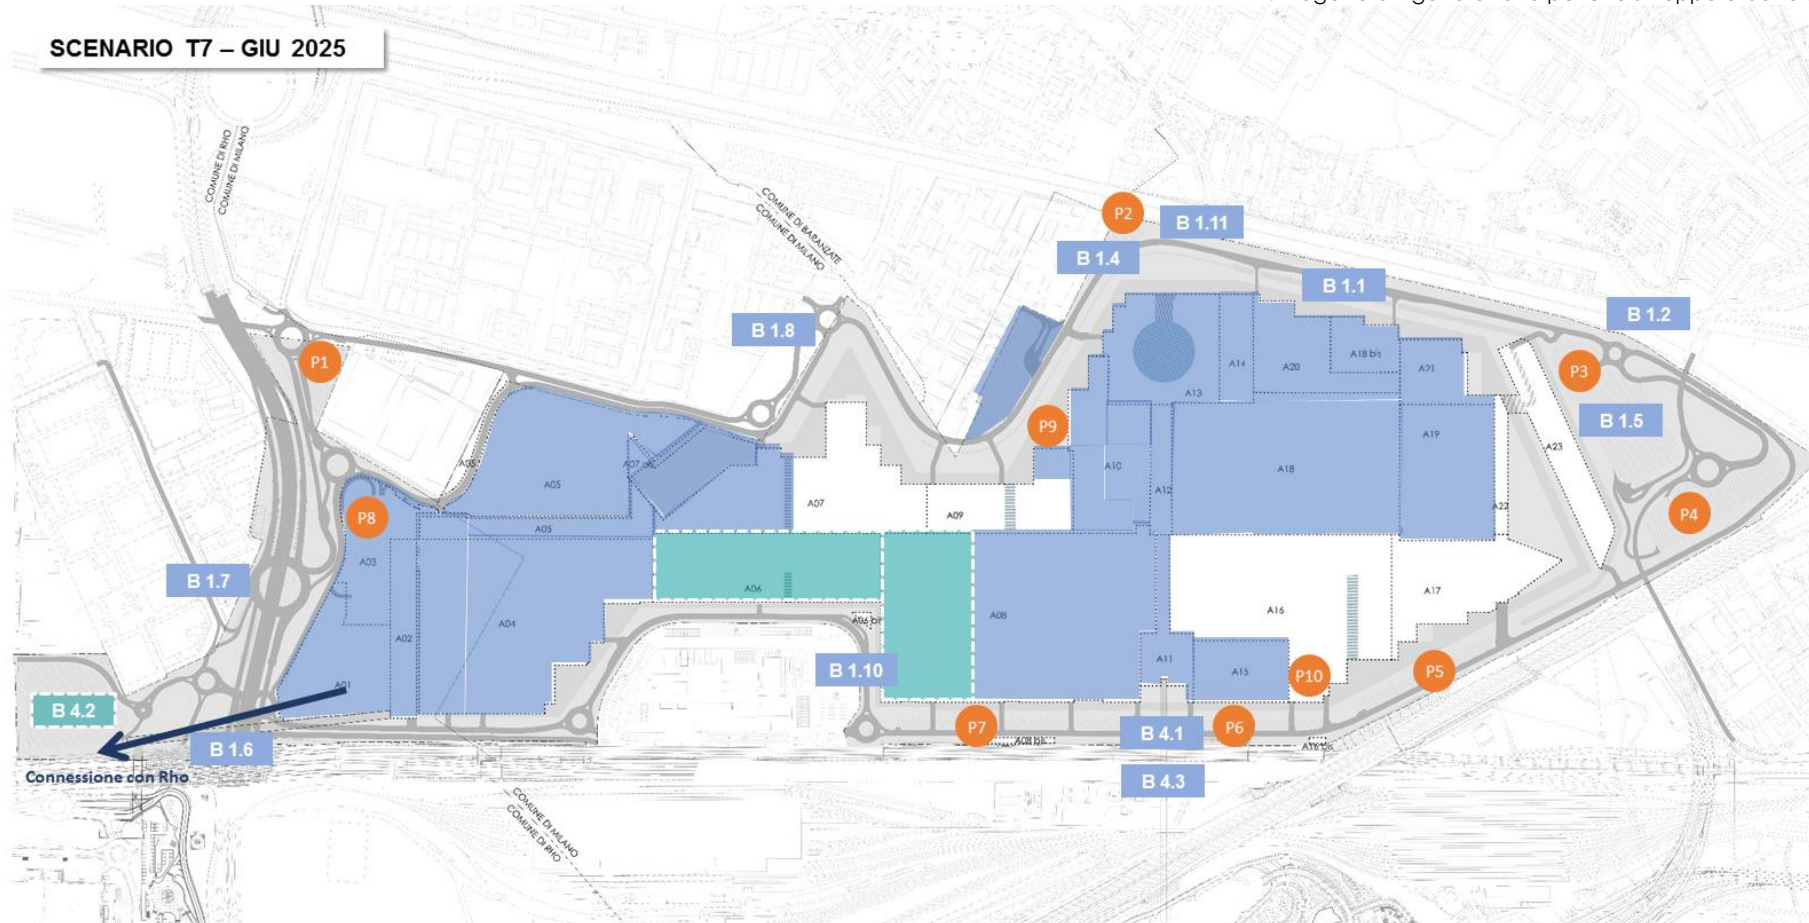 SCENARIO T7 – GIU 2025
COMUNE DI RHO
COMUNE DI MILANO
COMUNE DI BARANZATE
COMUNE DI MILANO
P2
B 1.11
B 1.4
B 1.1
B 1.2
B 1.8
P1
A14
A20
A18 bis
A21
A13
P3
B 1.5
P9
A19
A23
A05
A05
A10
A18
A07
A12
A09
A22
P4
P8
A05
A03
B 1.7
A06
A17
A16
A02
A04
A08
A06 bis
B 1.10
A11
A15
P10
P5
A01
B 4.2
P7
P6
B 4.1
A08 bis
A16 bis
B 1.6
Connessione con Rho
B 4.3
COMUNE DI MILANO
COMUNE DI RHO